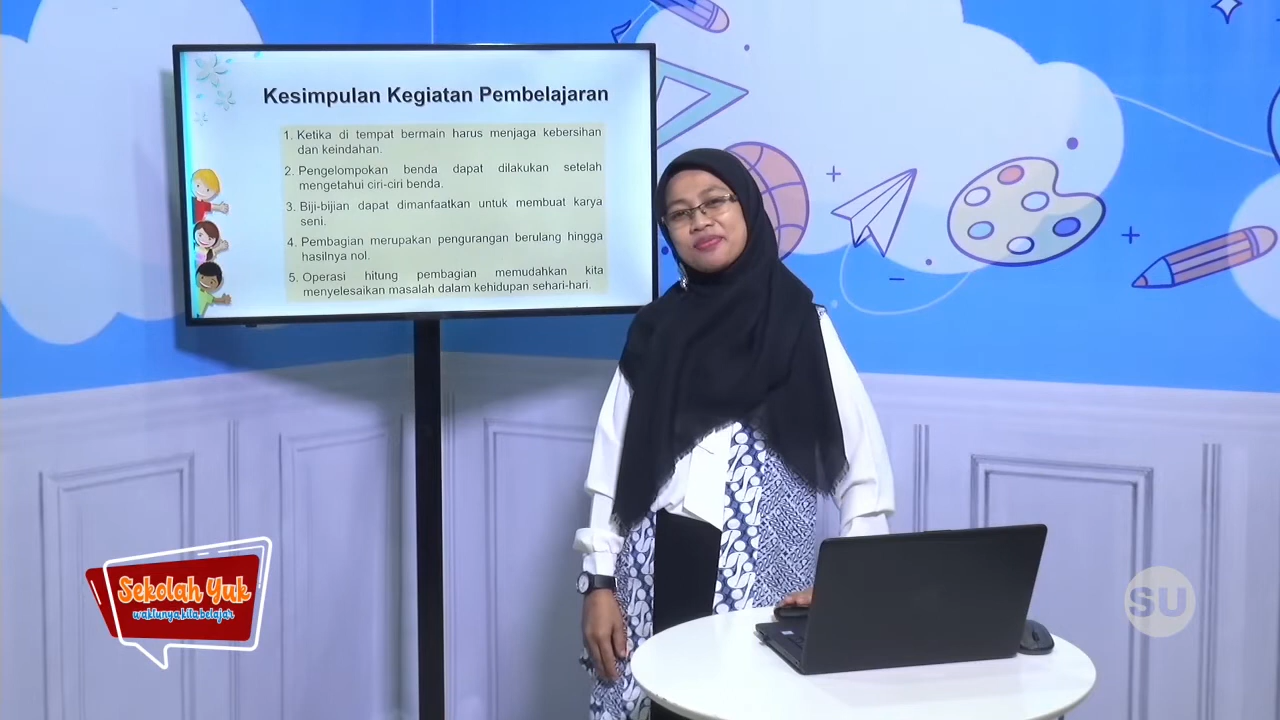 Kesimpulan Kegiatan Pembelajaran
1. Ketika di tempat bermain harus menjaga kebersihan
dan keindahan.
2. Pengelompokan benda dapat dilakukan setelah
mengetahui ciri-ciri benda.
3. Biji-bijian dapat dimanfaatkan untuk membuat karya
seni.
4. Pembagian merupakan pengurangan berulang hingga
hasilnya nol.
5. Operasi hitung pembagian memudahkan kita
menyelesaikan masalah dalam kehidupan sehari-hari.
Sekolah Yuk
waktunya kita belajar
SU